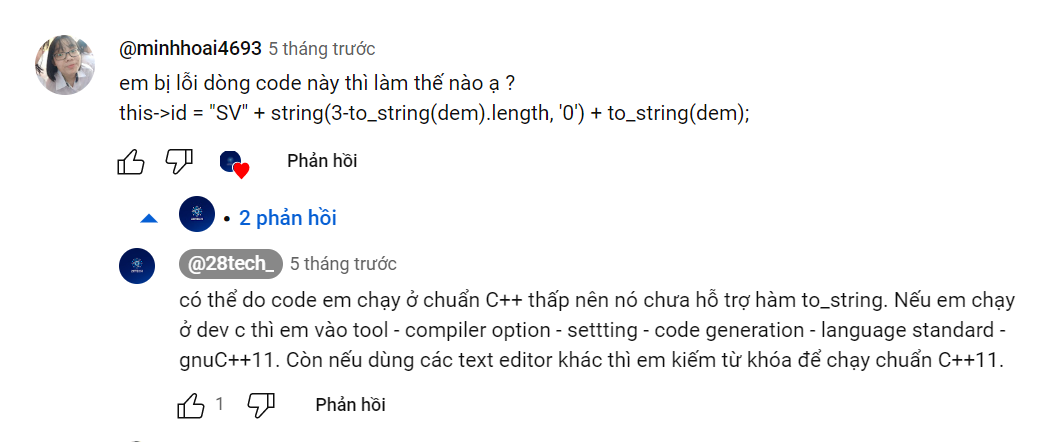 @minhhoai4693 5 tháng trước
em bị lỗi dòng code này thì làm thế nào ạ ?
this->id = "SV" + string(3-to_string(dem).length, '0') + to_string(dem);
Phản hồi
• 2 phản hồi
@28tech_ 5 tháng trước
có thể do code em chạy ở chuẩn C++ thấp nên nó chưa hỗ trợ hàm to_string. Nếu em chạy
ở dev c thì em vào tool - compiler option - settting - code generation - language standard -
gnuC++11. Còn nếu dùng các text editor khác thì em kiếm từ khóa để chạy chuẩn C++11.
1 Phản hồi